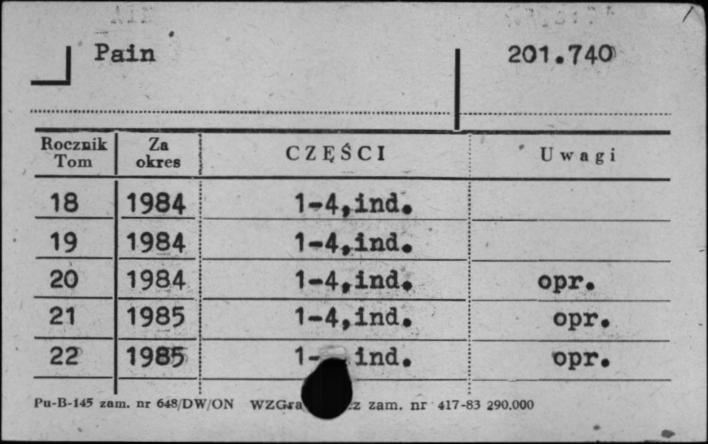 Pain 201.740
Rocznik Tom Za okres CZĘŚCI Uwagi
18 1984 1-4,ind.
19 1984 1-4,ind.
20 1984 1-4,ind. opr.
21 1985 1-4,ind. opr.
22 1985 1- ind. opr.
Pu-B-145 zam. nr 648/DW/ON zam. nr 417-83 290.000